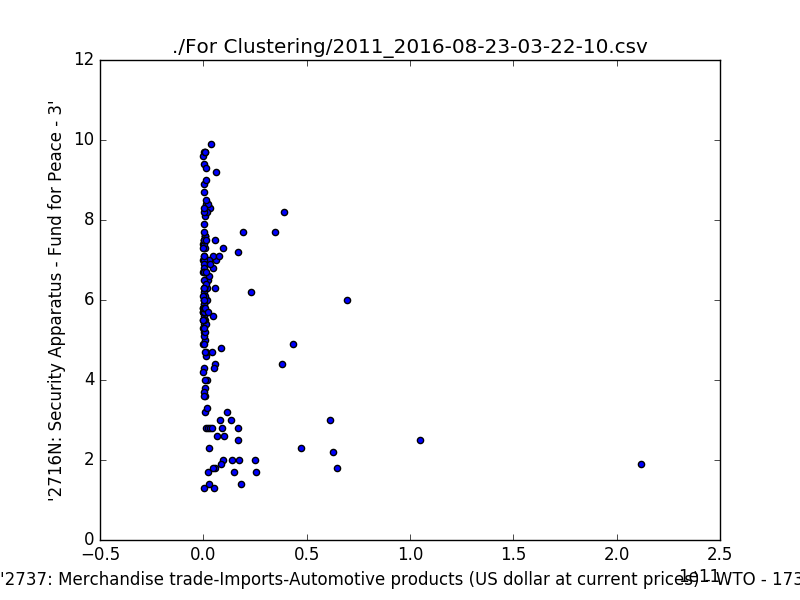 ./For Clustering/2011_2016-08-23-03-22-10.csv
12
10
8
6
4
2
0
'2716N: Security Apparatus - Fund for Peace - 3'
−0.5 0.0 0.5 1.0 1.5 2.0 2.5
1e11
'2737: Merchandise trade-Imports-Automotive products (US dollar at current prices) - WTO - 173